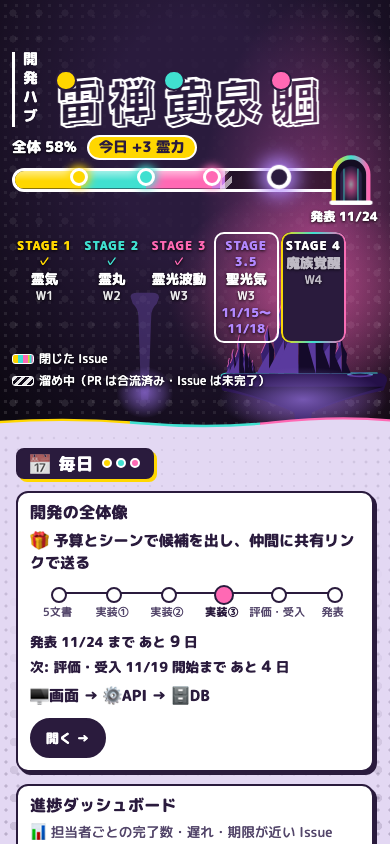 開発ハブ
雷禅 黄泉 軀
全体 58% 今日 +3 霊力
発表 11/24
STAGE 1
✓
霊気
W1
STAGE 2
✓
霊丸
W2
STAGE 3
✓
霊光波動
W3
STAGE 3.5
聖光気
W3
11/15〜
11/18
STAGE 4
魔族覚醒
W4
閉じた Issue
溜め中（PR は合流済み・Issue は未完了）
17 毎日
開発の全体像
🎁 予算とシーンで候補を出し、仲間に共有リン
クで送る
5文書 実装① 実装② 実装③ 評価・受入 発表
発表 11/24 まで あと 9 日
次: 評価・受入 11/19 開始まで あと 4 日
🖥️画面 → ⚙️API → 🗄️DB
開く →
進捗ダッシュボード
📊 担当者ごとの完了数・遅れ・期限が近い Issue